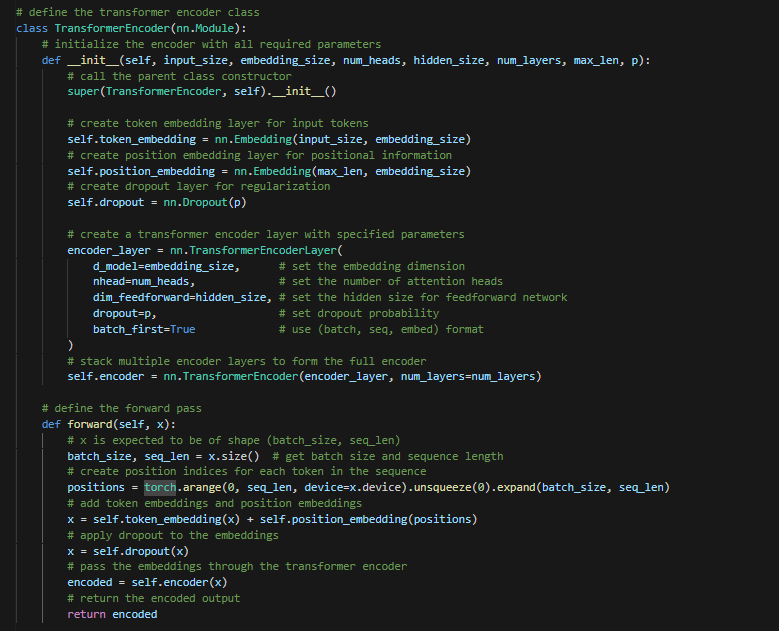 # define the transformer encoder class
class TransformerEncoder(nn.Module):
    # initialize the encoder with all required parameters
    def __init__(self, input_size, embedding_size, num_heads, hidden_size, num_layers, max_len, p):
        # call the parent class constructor
        super(TransformerEncoder, self).__init__()

        # create token embedding layer for input tokens
        self.token_embedding = nn.Embedding(input_size, embedding_size)
        # create position embedding layer for positional information
        self.position_embedding = nn.Embedding(max_len, embedding_size)
        # create dropout layer for regularization
        self.dropout = nn.Dropout(p)

        # create a transformer encoder layer with specified parameters
        encoder_layer = nn.TransformerEncoderLayer(
            d_model=embedding_size,      # set the embedding dimension
            nhead=num_heads,             # set the number of attention heads
            dim_feedforward=hidden_size, # set the hidden size for feedforward network
            dropout=p,                   # set dropout probability
            batch_first=True             # use (batch, seq, embed) format
        )
        # stack multiple encoder layers to form the full encoder
        self.encoder = nn.TransformerEncoder(encoder_layer, num_layers=num_layers)

    # define the forward pass
    def forward(self, x):
        # x is expected to be of shape (batch_size, seq_len)
        batch_size, seq_len = x.size()  # get batch size and sequence length
        # create position indices for each token in the sequence
        positions = torch.arange(0, seq_len, device=x.device).unsqueeze(0).expand(batch_size, seq_len)
        # add token embeddings and position embeddings
        x = self.token_embedding(x) + self.position_embedding(positions)
        # apply dropout to the embeddings
        x = self.dropout(x)
        # pass the embeddings through the transformer encoder
        encoded = self.encoder(x)
        # return the encoded output
        return encoded